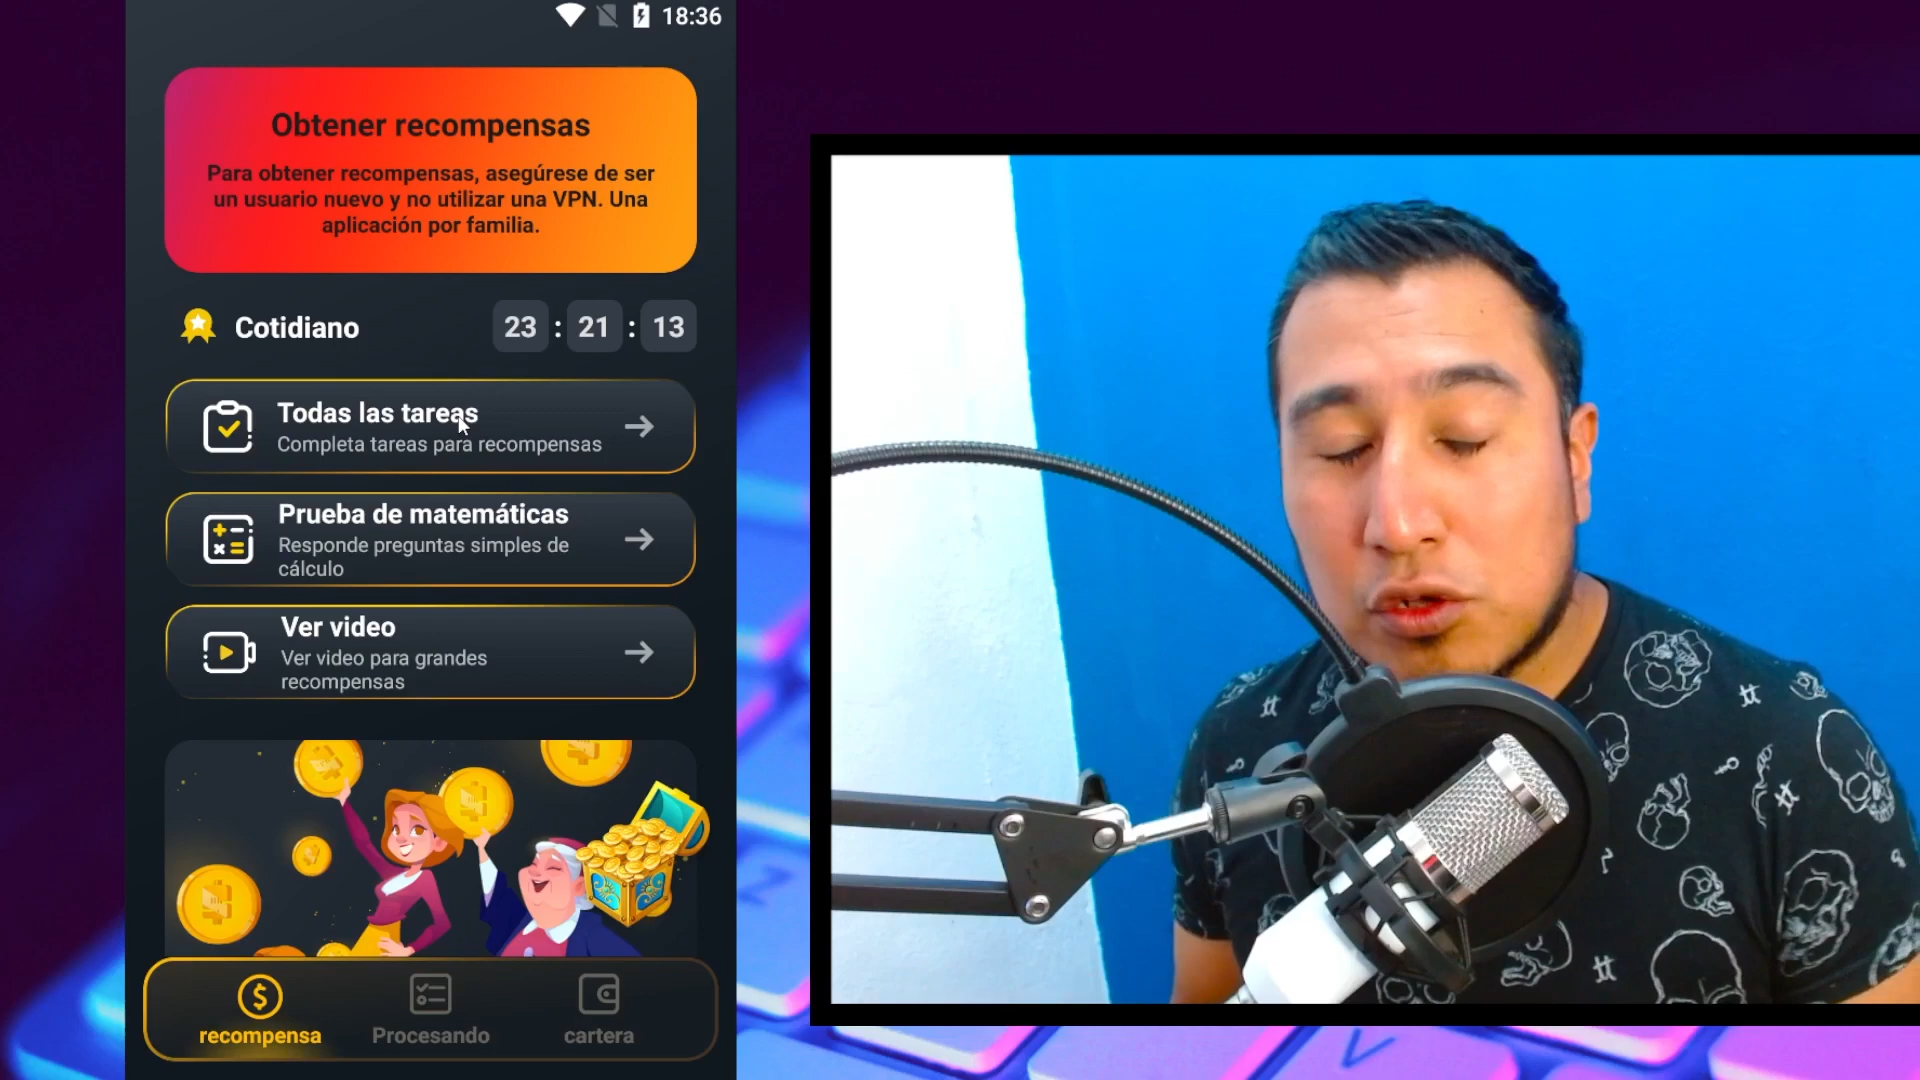 18:36
Obtener recompensas
Para obtener recompensas, asegúrese de ser
un usuario nuevo y no utilizar una VPN. Una
aplicación por familia.
Cotidiano
23 : 21 : 13
Todas las tareas
Completa tareas para recompensas
Prueba de matemáticas
Responde preguntas simples de
cálculo
Ver video
Ver video para grandes
recompensas
recompensa
Procesando
cartera